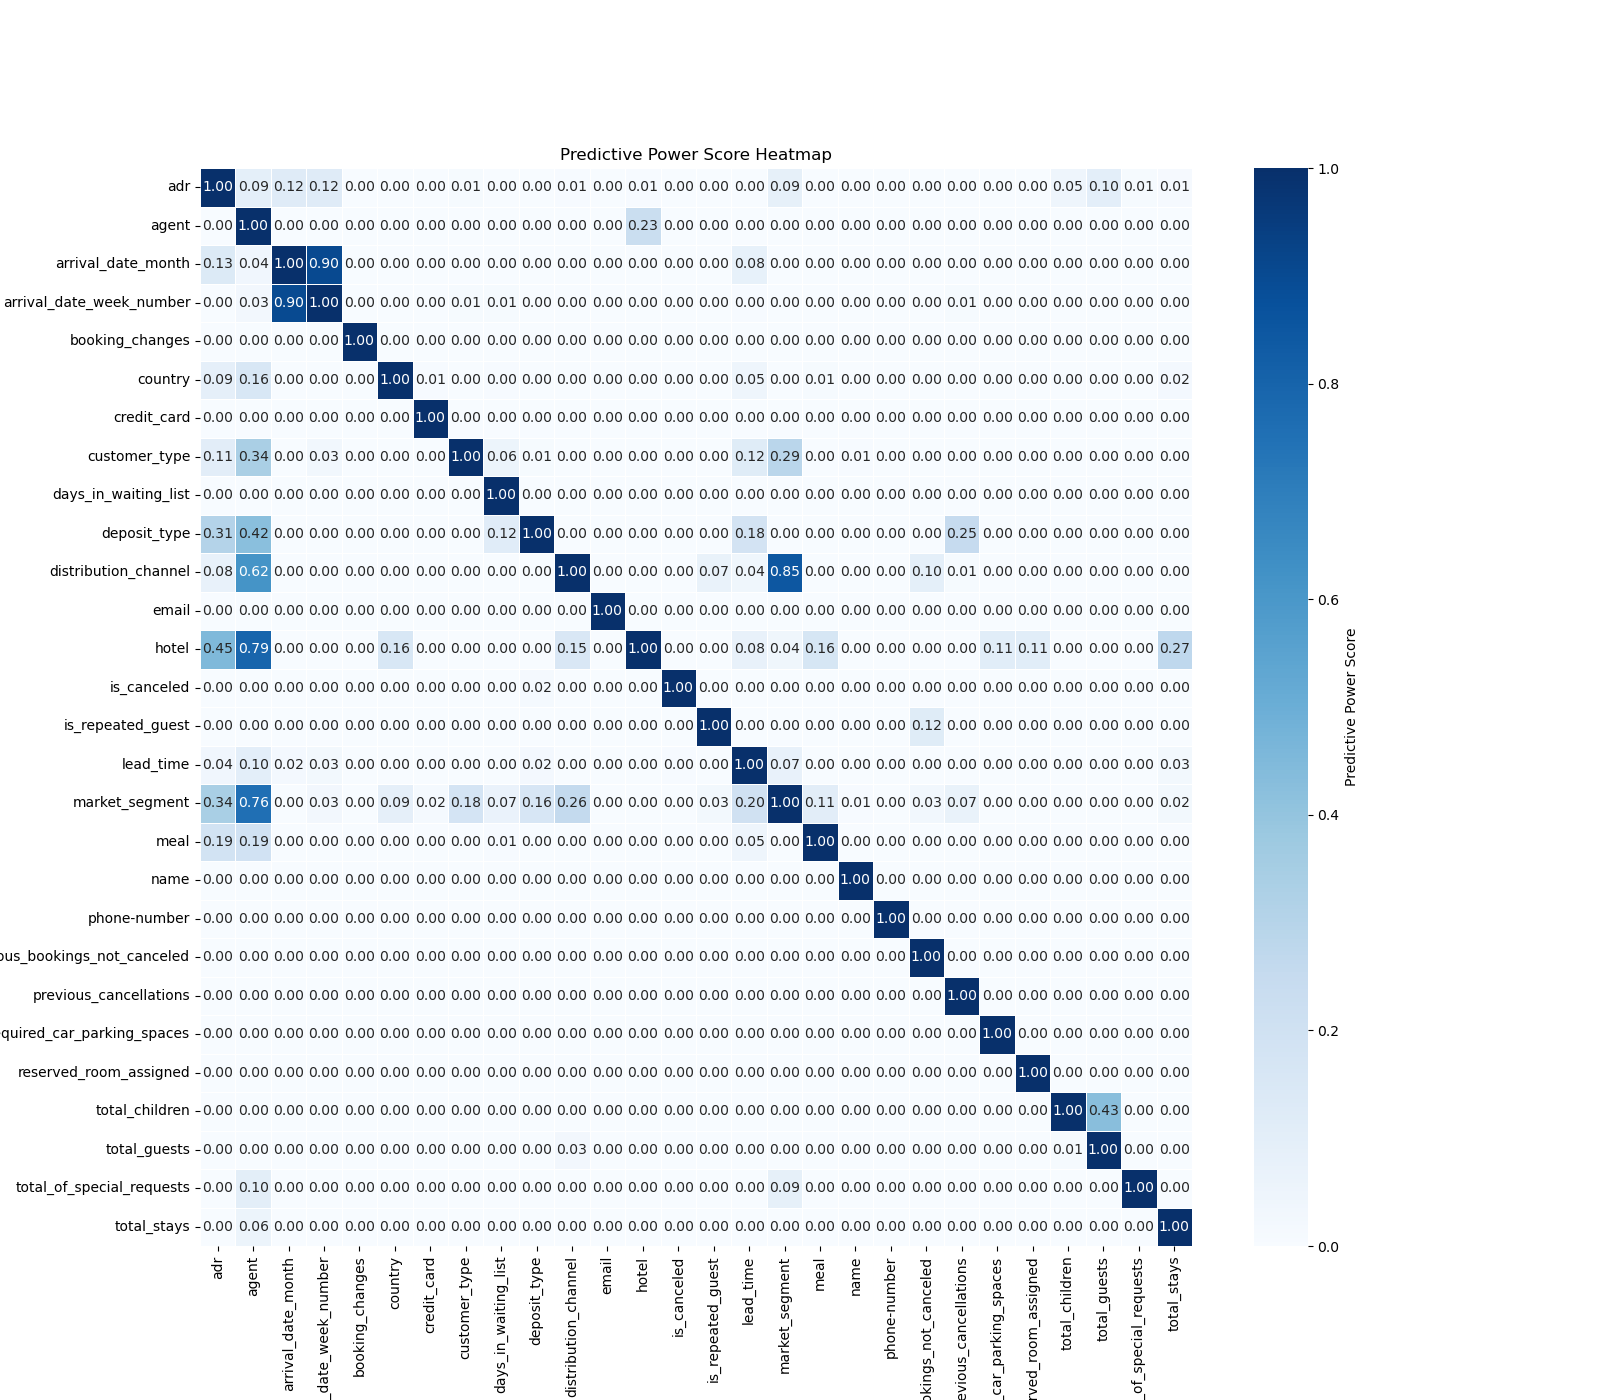 Predictive Power Score Heatmap
adr 1.00 0.09 0.12 0.12 0.00 0.00 0.00 0.01 0.00 0.00 0.01 0.00 0.01 0.00 0.00 0.00 0.09 0.00 0.00 0.00 0.00 0.00 0.00 0.00 0.05 0.10 0.01 0.01
agent 0.00 1.00 0.00 0.00 0.00 0.00 0.00 0.00 0.00 0.00 0.00 0.00 0.23 0.00 0.00 0.00 0.00 0.00 0.00 0.00 0.00 0.00 0.00 0.00 0.00 0.00 0.00 0.00
arrival_date_month 0.13 0.04 1.00 0.90 0.00 0.00 0.00 0.00 0.00 0.00 0.00 0.00 0.00 0.00 0.00 0.08 0.00 0.00 0.00 0.00 0.00 0.00 0.00 0.00 0.00 0.00 0.00 0.00
arrival_date_week_number 0.00 0.03 0.90 1.00 0.00 0.00 0.00 0.01 0.01 0.00 0.00 0.00 0.00 0.00 0.00 0.00 0.00 0.00 0.00 0.00 0.00 0.01 0.00 0.00 0.00 0.00 0.00 0.00
booking_changes 0.00 0.00 0.00 0.00 1.00 0.00 0.00 0.00 0.00 0.00 0.00 0.00 0.00 0.00 0.00 0.00 0.00 0.00 0.00 0.00 0.00 0.00 0.00 0.00 0.00 0.00 0.00 0.00
country 0.09 0.16 0.00 0.00 0.00 1.00 0.01 0.00 0.00 0.00 0.00 0.00 0.00 0.00 0.00 0.05 0.00 0.01 0.00 0.00 0.00 0.00 0.00 0.00 0.00 0.00 0.00 0.02
credit_card 0.00 0.00 0.00 0.00 0.00 0.00 1.00 0.00 0.00 0.00 0.00 0.00 0.00 0.00 0.00 0.00 0.00 0.00 0.00 0.00 0.00 0.00 0.00 0.00 0.00 0.00 0.00 0.00
customer_type 0.11 0.34 0.00 0.03 0.00 0.00 0.00 1.00 0.06 0.01 0.00 0.00 0.00 0.00 0.00 0.12 0.29 0.00 0.01 0.00 0.00 0.00 0.00 0.00 0.00 0.00 0.00 0.00
days_in_waiting_list 0.00 0.00 0.00 0.00 0.00 0.00 0.00 0.00 1.00 0.00 0.00 0.00 0.00 0.00 0.00 0.00 0.00 0.00 0.00 0.00 0.00 0.00 0.00 0.00 0.00 0.00 0.00 0.00
deposit_type 0.31 0.42 0.00 0.00 0.00 0.00 0.00 0.00 0.12 1.00 0.00 0.00 0.00 0.00 0.00 0.18 0.00 0.00 0.00 0.00 0.00 0.25 0.00 0.00 0.00 0.00 0.00 0.00
distribution_channel 0.08 0.62 0.00 0.00 0.00 0.00 0.00 0.00 0.00 0.00 1.00 0.00 0.00 0.00 0.07 0.04 0.85 0.00 0.00 0.00 0.10 0.01 0.00 0.00 0.00 0.00 0.00 0.00
email 0.00 0.00 0.00 0.00 0.00 0.00 0.00 0.00 0.00 0.00 0.00 1.00 0.00 0.00 0.00 0.00 0.00 0.00 0.00 0.00 0.00 0.00 0.00 0.00 0.00 0.00 0.00 0.00
hotel 0.45 0.79 0.00 0.00 0.00 0.16 0.00 0.00 0.00 0.00 0.15 0.00 1.00 0.00 0.00 0.08 0.04 0.16 0.00 0.00 0.00 0.00 0.11 0.11 0.00 0.00 0.00 0.27
is_canceled 0.00 0.00 0.00 0.00 0.00 0.00 0.00 0.00 0.00 0.02 0.00 0.00 0.00 1.00 0.00 0.00 0.00 0.00 0.00 0.00 0.00 0.00 0.00 0.00 0.00 0.00 0.00 0.00
is_repeated_guest 0.00 0.00 0.00 0.00 0.00 0.00 0.00 0.00 0.00 0.00 0.00 0.00 0.00 0.00 1.00 0.00 0.00 0.00 0.00 0.00 0.12 0.00 0.00 0.00 0.00 0.00 0.00 0.00
lead_time 0.04 0.10 0.02 0.03 0.00 0.00 0.00 0.00 0.00 0.02 0.00 0.00 0.00 0.00 0.00 1.00 0.07 0.00 0.00 0.00 0.00 0.00 0.00 0.00 0.00 0.00 0.00 0.03
market_segment 0.34 0.76 0.00 0.03 0.00 0.09 0.02 0.18 0.07 0.16 0.26 0.00 0.00 0.00 0.03 0.20 1.00 0.11 0.01 0.00 0.03 0.07 0.00 0.00 0.00 0.00 0.00 0.02
meal 0.19 0.19 0.00 0.00 0.00 0.00 0.00 0.00 0.01 0.00 0.00 0.00 0.00 0.00 0.00 0.05 0.00 1.00 0.00 0.00 0.00 0.00 0.00 0.00 0.00 0.00 0.00 0.00
name 0.00 0.00 0.00 0.00 0.00 0.00 0.00 0.00 0.00 0.00 0.00 0.00 0.00 0.00 0.00 0.00 0.00 0.00 1.00 0.00 0.00 0.00 0.00 0.00 0.00 0.00 0.00 0.00
phone-number 0.00 0.00 0.00 0.00 0.00 0.00 0.00 0.00 0.00 0.00 0.00 0.00 0.00 0.00 0.00 0.00 0.00 0.00 0.00 1.00 0.00 0.00 0.00 0.00 0.00 0.00 0.00 0.00
ous_bookings_not_canceled 0.00 0.00 0.00 0.00 0.00 0.00 0.00 0.00 0.00 0.00 0.00 0.00 0.00 0.00 0.00 0.00 0.00 0.00 0.00 0.00 1.00 0.00 0.00 0.00 0.00 0.00 0.00 0.00
previous_cancellations 0.00 0.00 0.00 0.00 0.00 0.00 0.00 0.00 0.00 0.00 0.00 0.00 0.00 0.00 0.00 0.00 0.00 0.00 0.00 0.00 0.00 1.00 0.00 0.00 0.00 0.00 0.00 0.00
quired_car_parking_spaces 0.00 0.00 0.00 0.00 0.00 0.00 0.00 0.00 0.00 0.00 0.00 0.00 0.00 0.00 0.00 0.00 0.00 0.00 0.00 0.00 0.00 0.00 1.00 0.00 0.00 0.00 0.00 0.00
reserved_room_assigned 0.00 0.00 0.00 0.00 0.00 0.00 0.00 0.00 0.00 0.00 0.00 0.00 0.00 0.00 0.00 0.00 0.00 0.00 0.00 0.00 0.00 0.00 0.00 1.00 0.00 0.00 0.00 0.00
total_children 0.00 0.00 0.00 0.00 0.00 0.00 0.00 0.00 0.00 0.00 0.00 0.00 0.00 0.00 0.00 0.00 0.00 0.00 0.00 0.00 0.00 0.00 0.00 0.00 1.00 0.43 0.00 0.00
total_guests 0.00 0.00 0.00 0.00 0.00 0.00 0.00 0.00 0.00 0.00 0.03 0.00 0.00 0.00 0.00 0.00 0.00 0.00 0.00 0.00 0.00 0.00 0.00 0.00 0.01 1.00 0.00 0.00
total_of_special_requests 0.00 0.10 0.00 0.00 0.00 0.00 0.00 0.00 0.00 0.00 0.00 0.00 0.00 0.00 0.00 0.00 0.09 0.00 0.00 0.00 0.00 0.00 0.00 0.00 0.00 0.00 1.00 0.00
total_stays 0.00 0.06 0.00 0.00 0.00 0.00 0.00 0.00 0.00 0.00 0.00 0.00 0.00 0.00 0.00 0.00 0.00 0.00 0.00 0.00 0.00 0.00 0.00 0.00 0.00 0.00 0.00 1.00
adr
agent
arrival_date_month
_date_week_number
booking_changes
country
credit_card
customer_type
days_in_waiting_list
deposit_type
distribution_channel
email
hotel
is_canceled
is_repeated_guest
lead_time
market_segment
meal
name
phone-number
okings_not_canceled
evious_cancellations
_car_parking_spaces
rved_room_assigned
total_children
total_guests
_of_special_requests
total_stays
1.0
0.8
0.6
0.4
0.2
0.0
Predictive Power Score